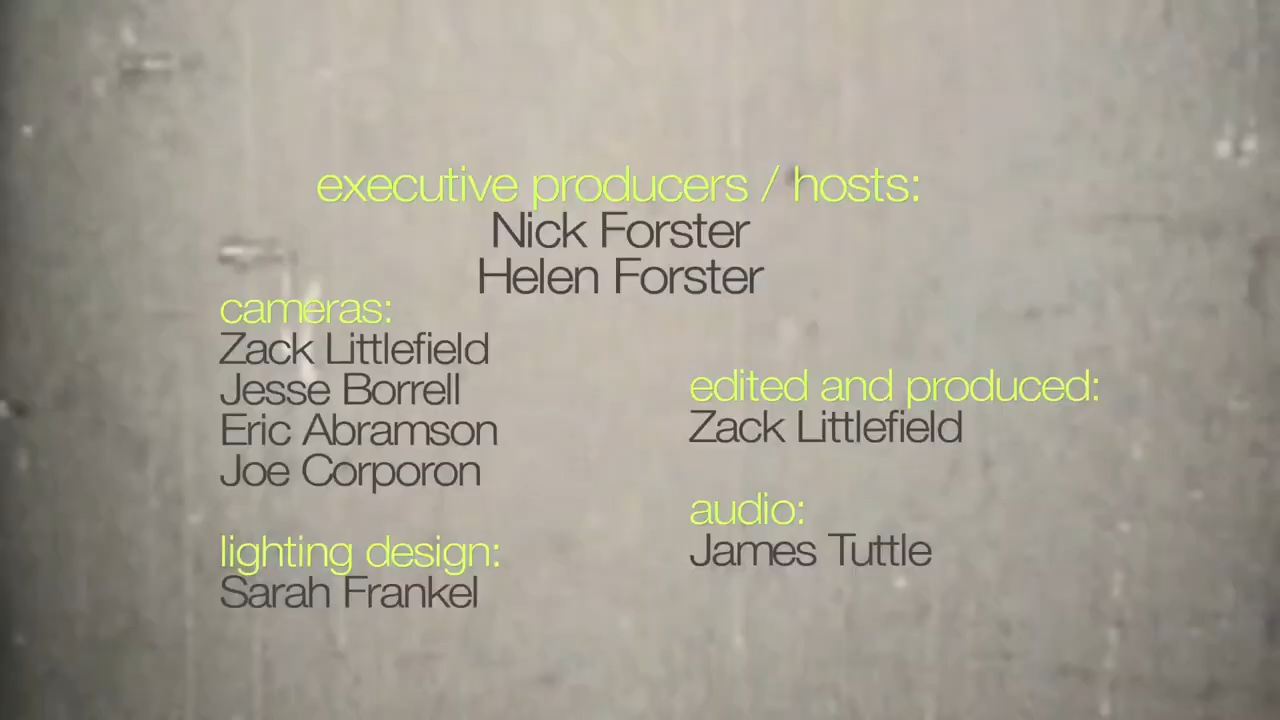 executive producers / hosts:
Nick Forster
Helen Forster
cameras:
Zack Littlefield
Jesse Borrell
Eric Abramson
Joe Corporon
lighting design:
Sarah Frankel
edited and produced:
Zack Littlefield
audio:
James Tuttle